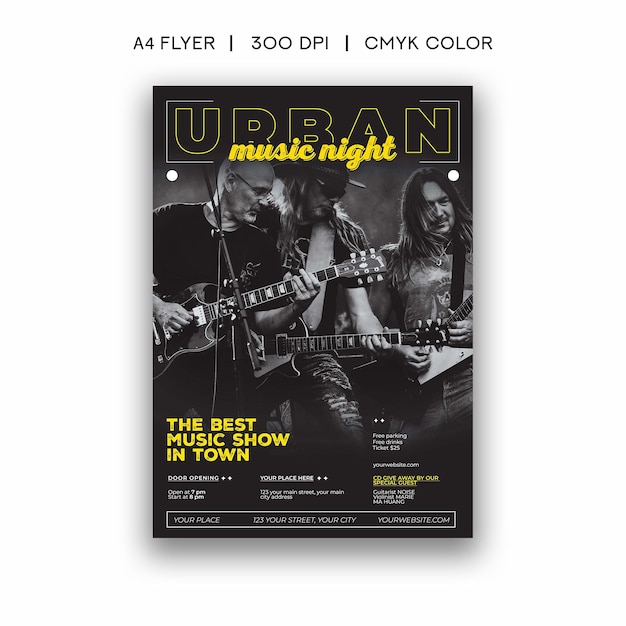 A4 FLYER | 300 DPI | CMYK COLOR
URBAN
music night
THE BEST
MUSIC SHOW
IN TOWN
Free parking
Free drinks
Ticket $25
yourwebsite.com
DOOR OPENING
Open at 7 pm
Start at 8 pm
YOUR PLACE HERE
123 your main street, your main
city address
CD GIVE AWAY BY OUR
SPECIAL GUEST
Guitarist NOISE
Violinist MARIE
MA HUANG
YOUR PLACE 123 YOUR STREET, YOUR CITY YOURWEBSITE.COM